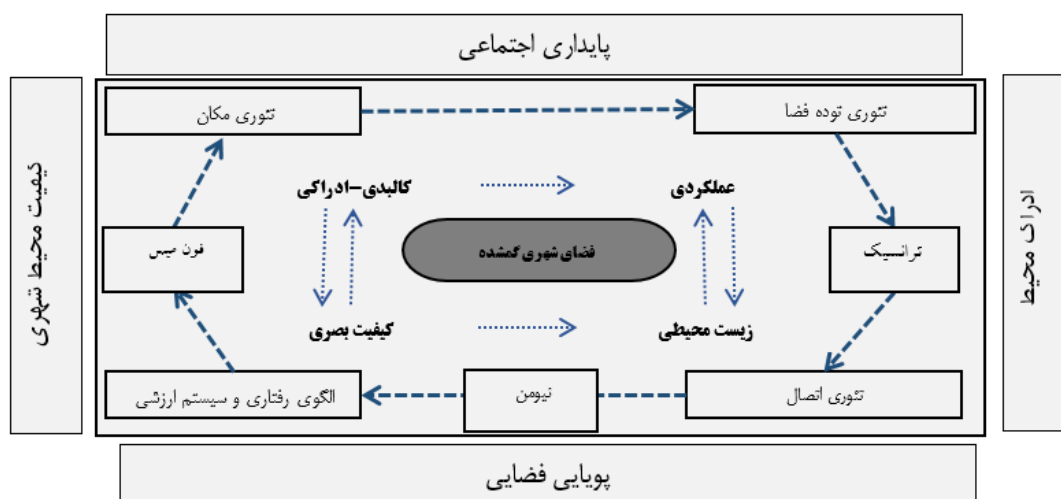 پایداری اجتماعی
ادراک محیط
کیفیت محیط شهری
تئوری توده فضا
تئوری مکان
عملکردی
کالبدی-ادراکی
ترانسیک
فضای شهری گمشده
فون میس
زیست محیطی
کیفیت بصری
تئوری اتصال
نیومن
الگوی رفتاری و سیستم ارزشی
پویایی فضایی